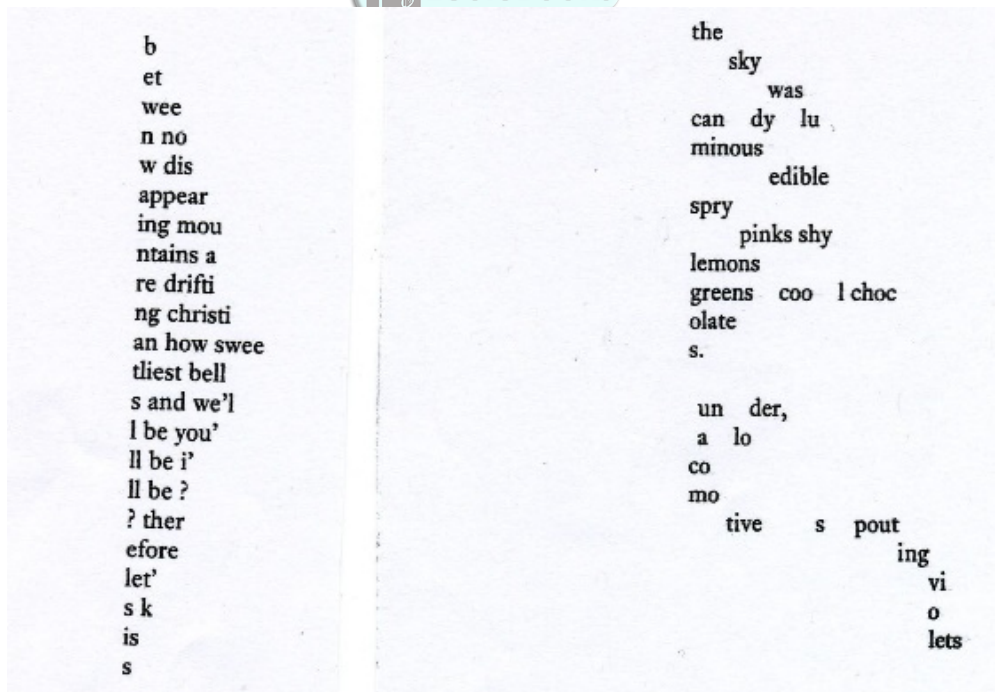 b
et
wee
n no
w dis
appear
ing mou
ntains a
re drifti
ng christi
an how swee
tliest bell
s and we'l
l be you'
ll be i'
ll be ?
? ther
efore
let'
s k
is
s
the
sky
was
can dy lu
minous
edible
spry
pinks shy
lemons
greens coo l choc
olate
s.
un der,
a lo
co
mo
tive s pout
ing
vi
o
lets